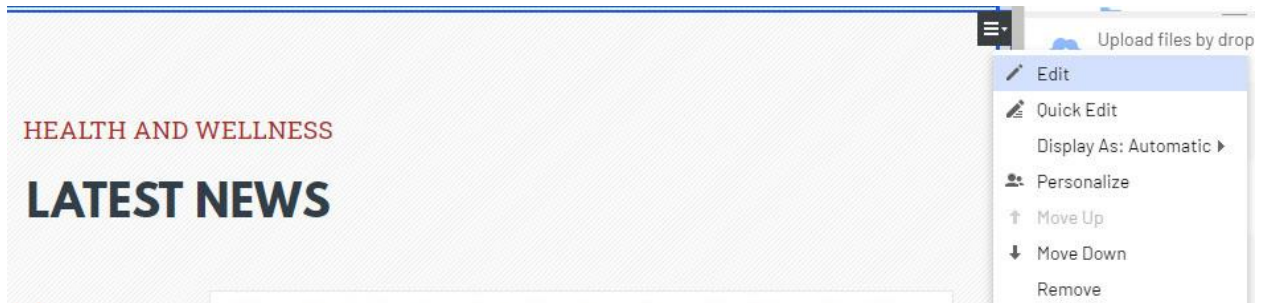 Upload files by drop
Edit
Quick Edit
HEALTH AND WELLNESS
Display As: Automatic
Personalize
LATEST NEWS
Move Up
Move Down
Remove